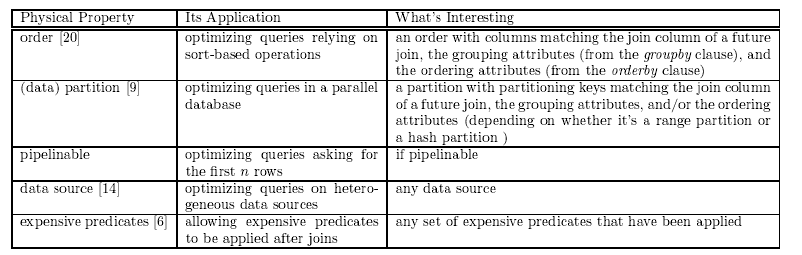 Physical Property Its Application What's Interesting
order [20] optimizing queries relying on an order with columns matching the join column of a future
sort-based operations join, the grouping attributes (from the groupby clause), and
the ordering attributes (from the orderby clause)
(data) partition [9] optimizing queries in a parallel a partition with partitioning keys matching the join column
database of a future join, the grouping attributes, and/or the ordering
attributes (depending on whether it's a range partition or
a hash partition )
pipelinable optimizing queries asking for if pipelinable
the first n rows
data source [14] optimizing queries on hetero- any data source
geneous data sources
expensive predicates [6] allowing expensive predicates any set of expensive predicates that have been applied
to be applied after joins